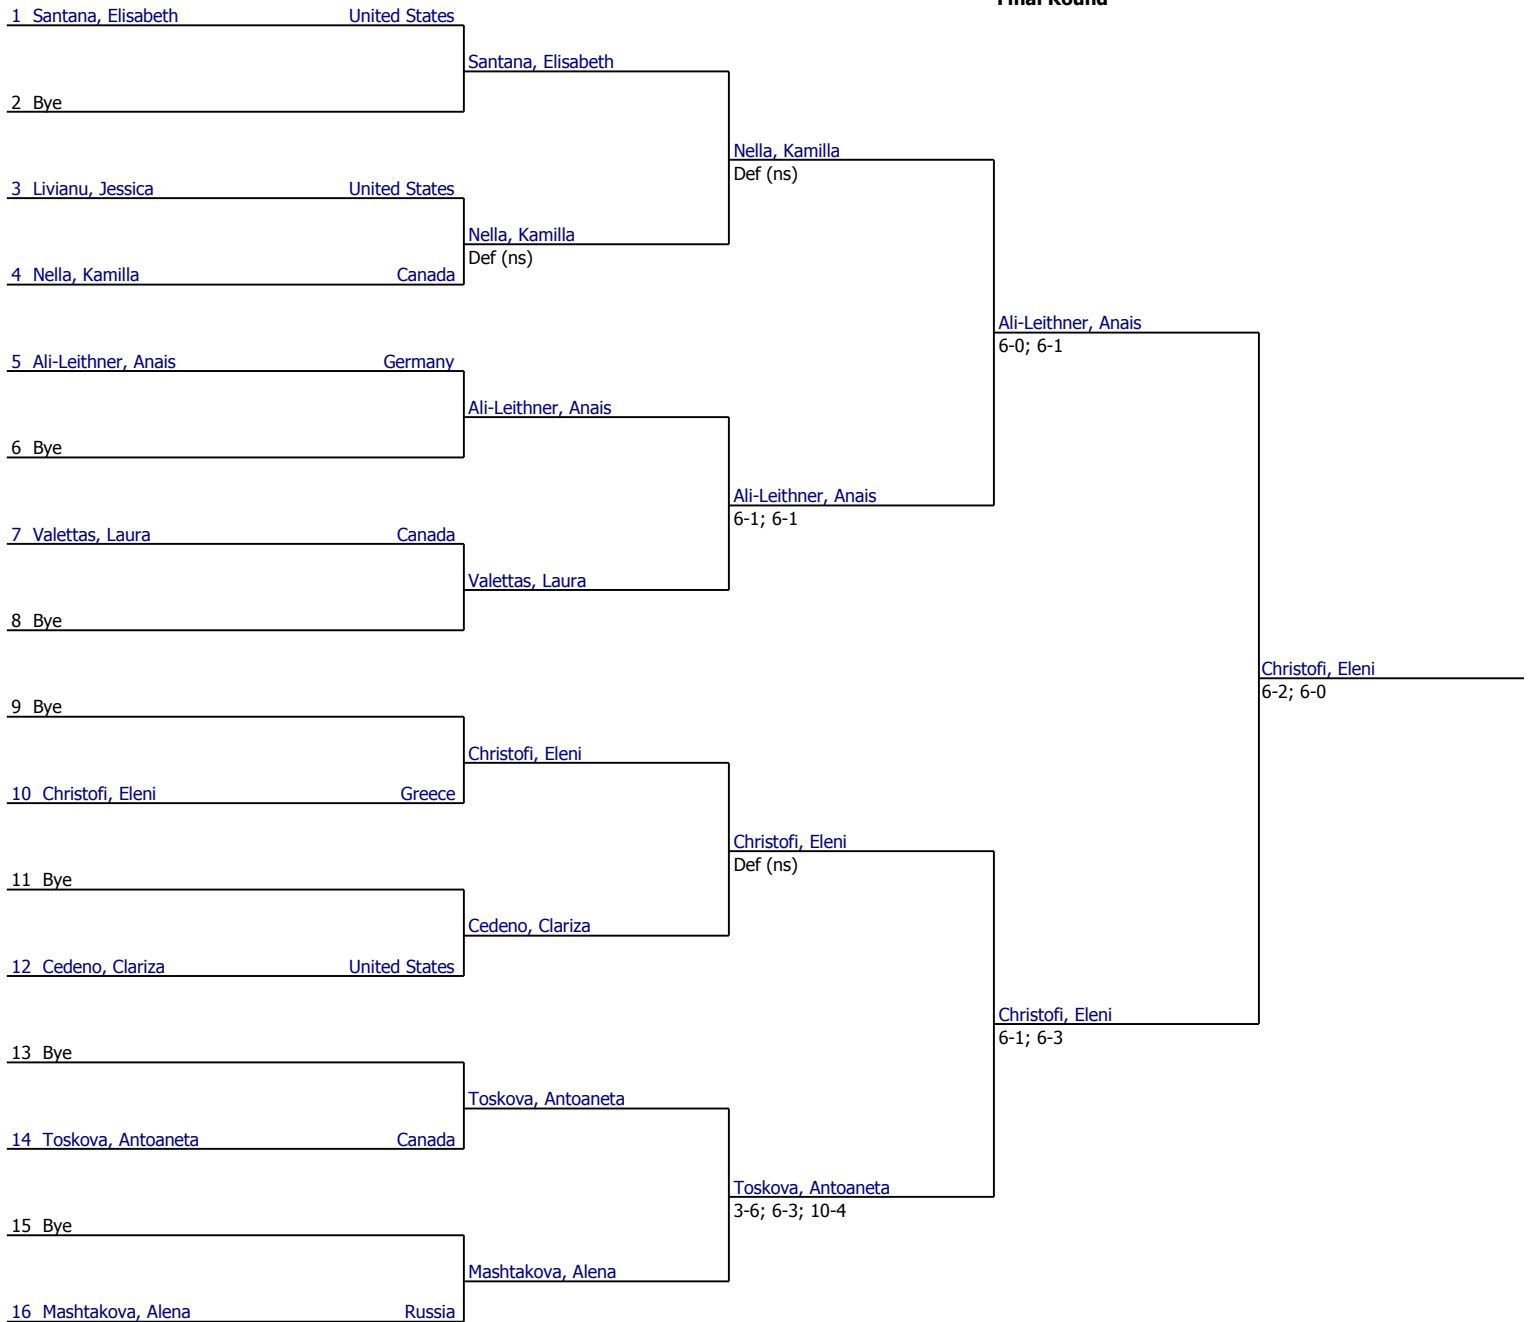 Final Round
1 Santana, Elisabeth United States
Santana, Elisabeth
2 Bye
Nella, Kamilla
Def (ns)
3 Livianu, Jessica United States
Nella, Kamilla
Def (ns)
4 Nella, Kamilla Canada
Ali-Leithner, Anais
6-0; 6-1
5 Ali-Leithner, Anais Germany
Ali-Leithner, Anais
6 Bye
Ali-Leithner, Anais
6-1; 6-1
7 Valettas, Laura Canada
Valettas, Laura
8 Bye
Christofi, Eleni
6-2; 6-0
9 Bye
Christofi, Eleni
10 Christofi, Eleni Greece
Christofi, Eleni
Def (ns)
11 Bye
Cedeno, Clariza
12 Cedeno, Clariza United States
Christofi, Eleni
6-1; 6-3
13 Bye
Toskova, Antoaneta
14 Toskova, Antoaneta Canada
Toskova, Antoaneta
3-6; 6-3; 10-4
15 Bye
Mashtakova, Alena
16 Mashtakova, Alena Russia